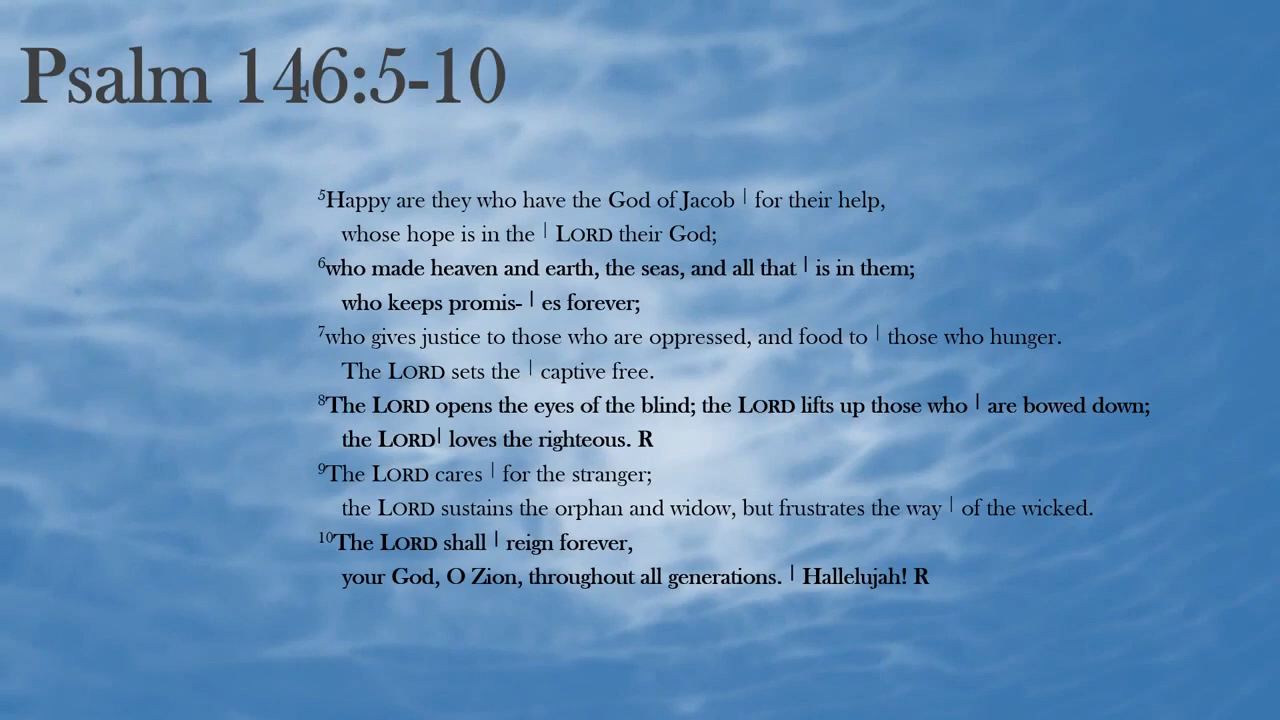 Psalm 146:5-10
⁵Happy are they who have the God of Jacob | for their help,
whose hope is in the | LORD their God;
⁶who made heaven and earth, the seas, and all that | is in them;
who keeps promis- | es forever;
⁷who gives justice to those who are oppressed, and food to | those who hunger.
The LORD sets the | captive free.
⁸The LORD opens the eyes of the blind; the LORD lifts up those who | are bowed down;
the LORD| loves the righteous. R
⁹The LORD cares | for the stranger;
the LORD sustains the orphan and widow, but frustrates the way | of the wicked.
¹⁰The LORD shall | reign forever,
your God, O Zion, throughout all generations. | Hallelujah! R